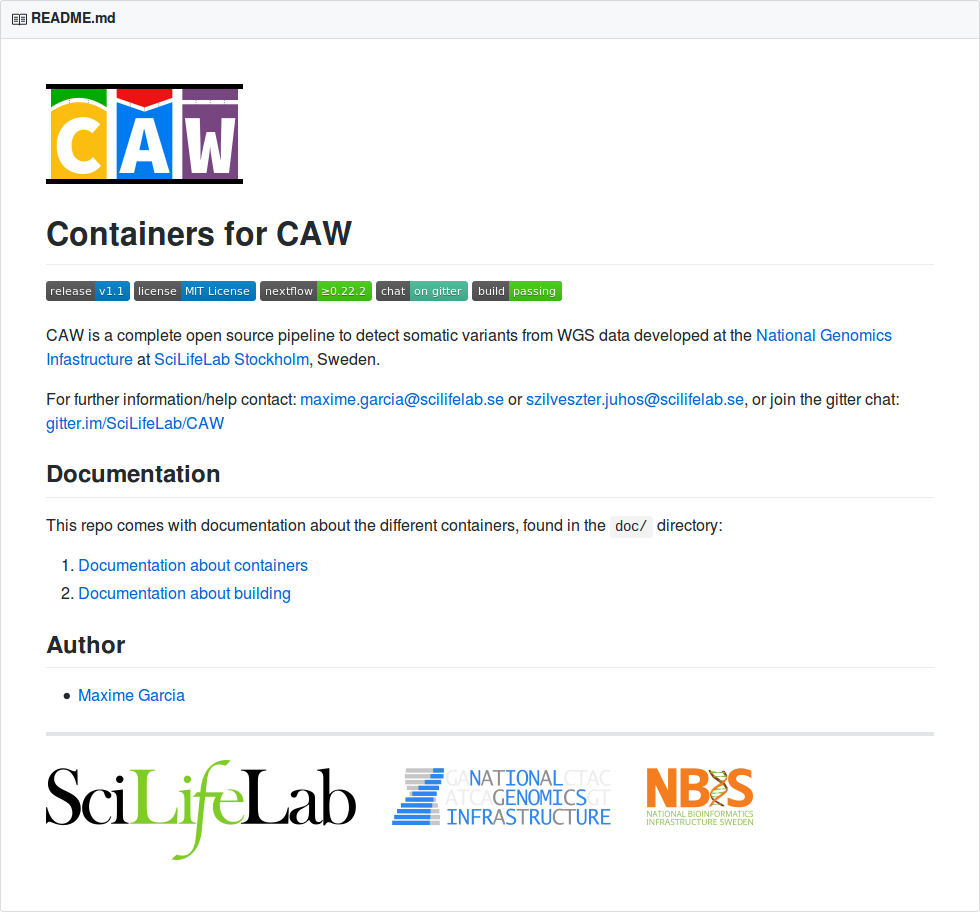 README.md
CAW
Containers for CAW
release v1.1 license MIT License nextflow ≥0.22.2 chat on gitter build passing
CAW is a complete open source pipeline to detect somatic variants from WGS data developed at the National Genomics
Infastructure at SciLifeLab Stockholm, Sweden.
For further information/help contact: maxime.garcia@scilifelab.se or szilveszter.juhos@scilifelab.se, or join the gitter chat:
gitter.im/SciLifeLab/CAW
Documentation
This repo comes with documentation about the different containers, found in the doc/ directory:
1. Documentation about containers
2. Documentation about building
Author
• Maxime Garcia
SciLifeLab
GANATIONALCTAC
ATCAGENOMICSGT
INFRASTRUCTURE
NBIS
NATIONAL BIOINFORMATICS
INFRASTRUCTURE SWEDEN